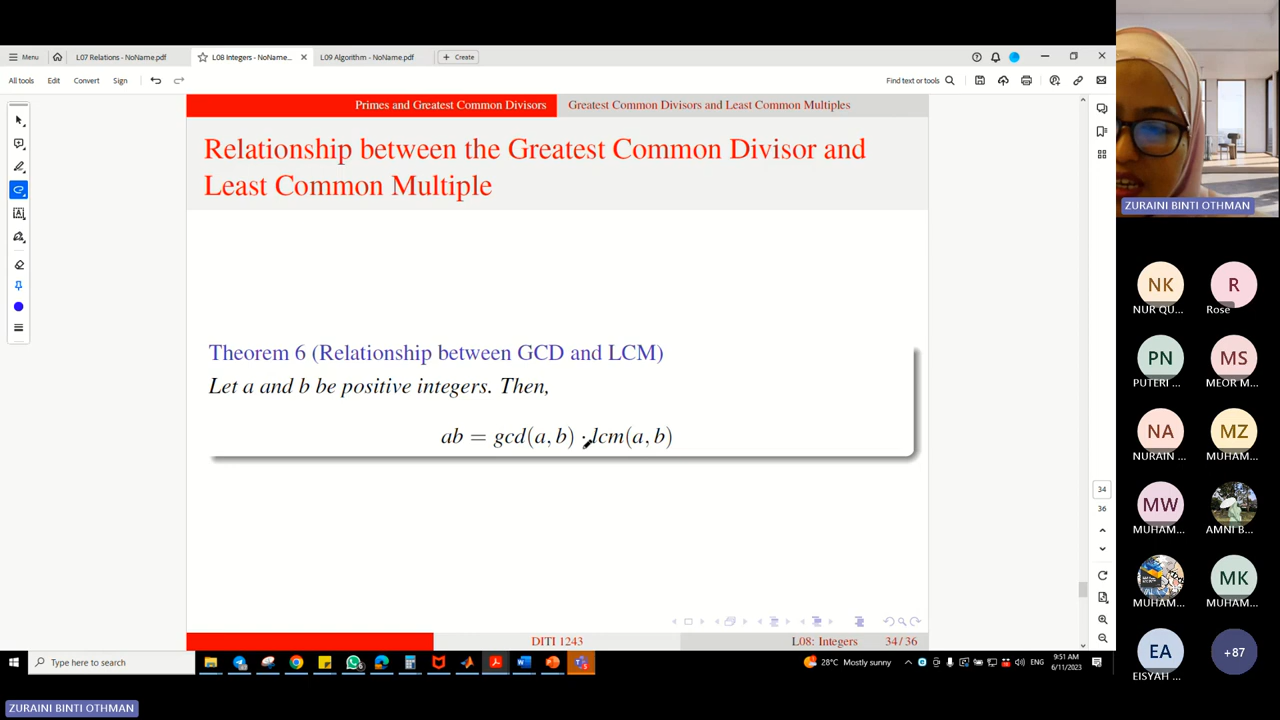 Menu
L07 Relations - NoName.pdf
L08 Integers - NoName...
L09 Algorithm - NoName.pdf
Create
All tools
Edit
Convert
Sign
Find text or tools
Primes and Greatest Common Divisors
Greatest Common Divisors and Least Common Multiples
Relationship between the Greatest Common Divisor and
Least Common Multiple
Theorem 6 (Relationship between GCD and LCM)
Let a and b be positive integers. Then,
ab = gcd(a, b) · lcm(a, b)
DITI 1243
L08: Integers
34 / 36
34
36
Type here to search
28°C Mostly sunny
ENG
9:51 AM
6/11/2023
ZURAINI BINTI OTHMAN
NK
NUR QU...
R
Rose
PN
PUTERI ...
MS
MEOR M...
NA
NURAIN ...
MZ
MUHAM...
MW
MUHAM...
AMNI B...
MUHAM...
MK
MUHAM...
EA
EISYAH ...
+87
ZURAINI BINTI OTHMAN